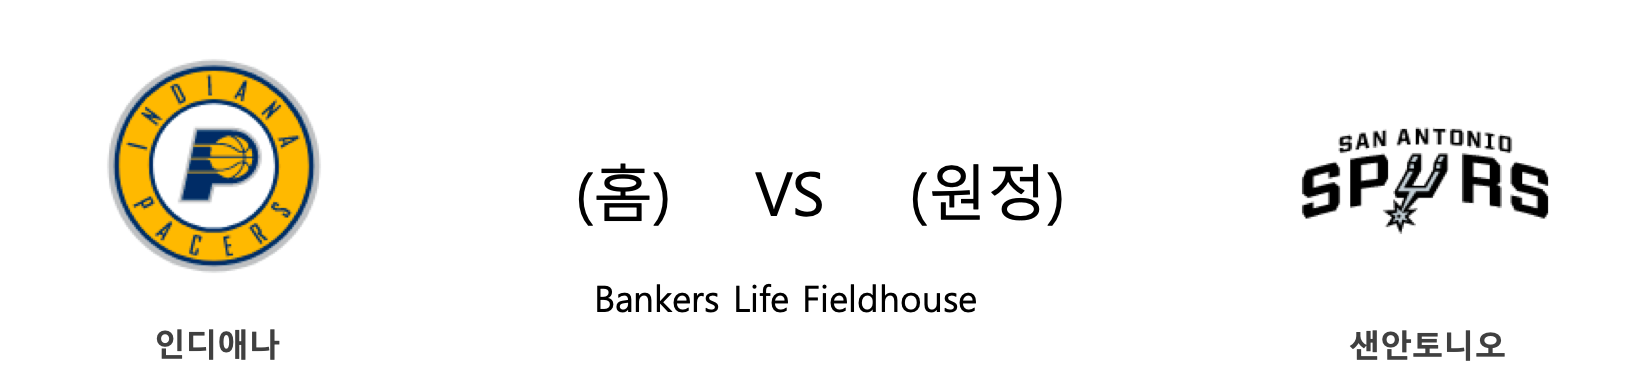 INDIANA
PACERS
인디애나
(홈) VS (원정)
Bankers Life Fieldhouse
SAN ANTONIO
SPURS
샌안토니오